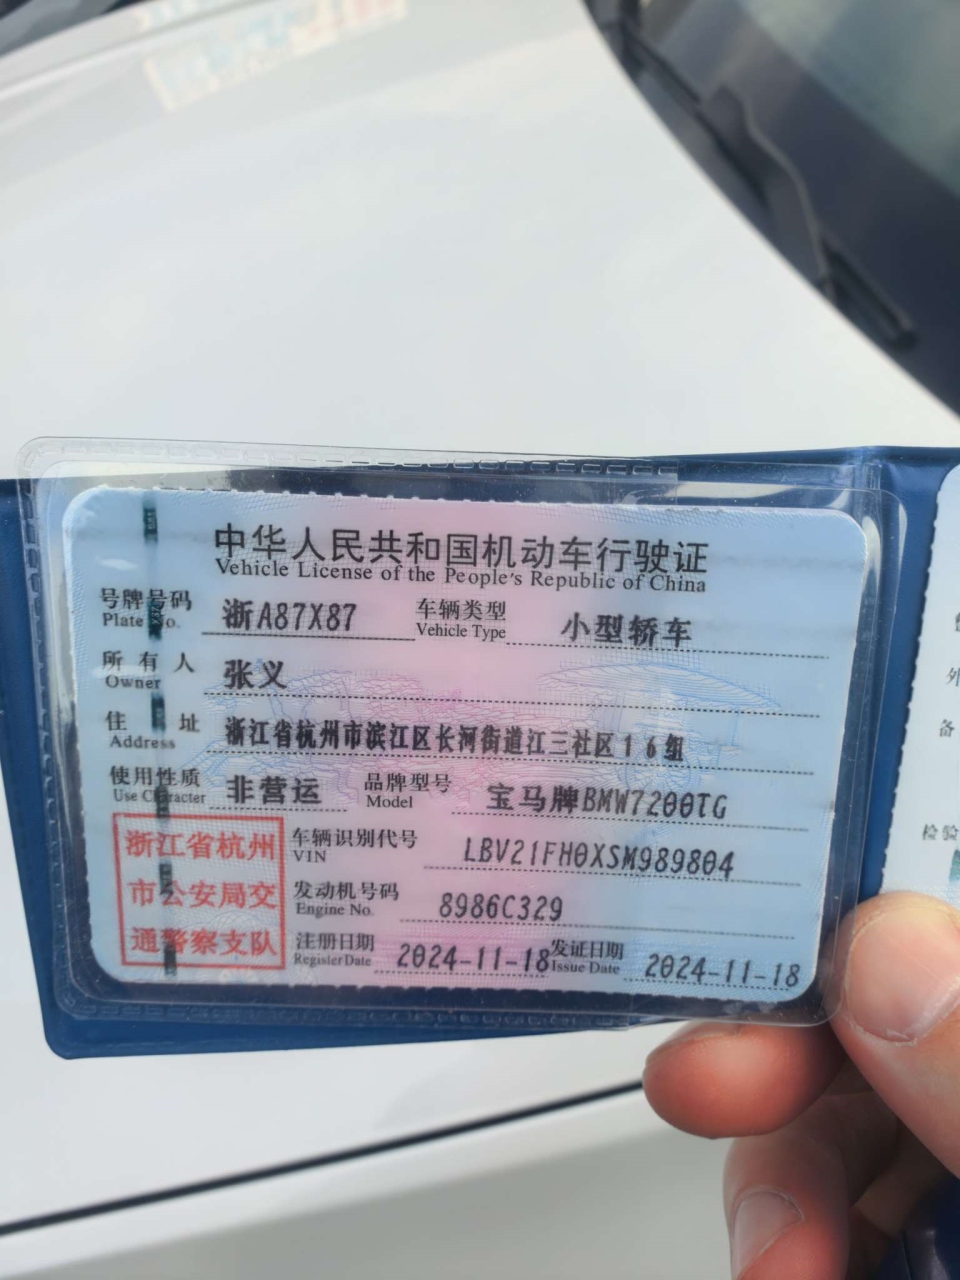 中华人民共和国机动车行驶证
Vehicle License of the People's Republic of China
号牌号码 浙A87X87 车辆类型 小型轿车
Plate No. Vehicle Type
所有人 张义
Owner
住址 浙江省杭州市滨江区长河街道江三社区16组
Address
使用性质 非营运 品牌型号 宝马牌BMW7200TG
Use Character Model
浙江省杭州
市公安局交
通警察支队
车辆识别代号 LBV21FH0XSM989804
VIN
发动机号码 8986C329
Engine No.
注册日期 2024-11-18 发证日期 2024-11-18
Register Date Issue Date
外
备
检验